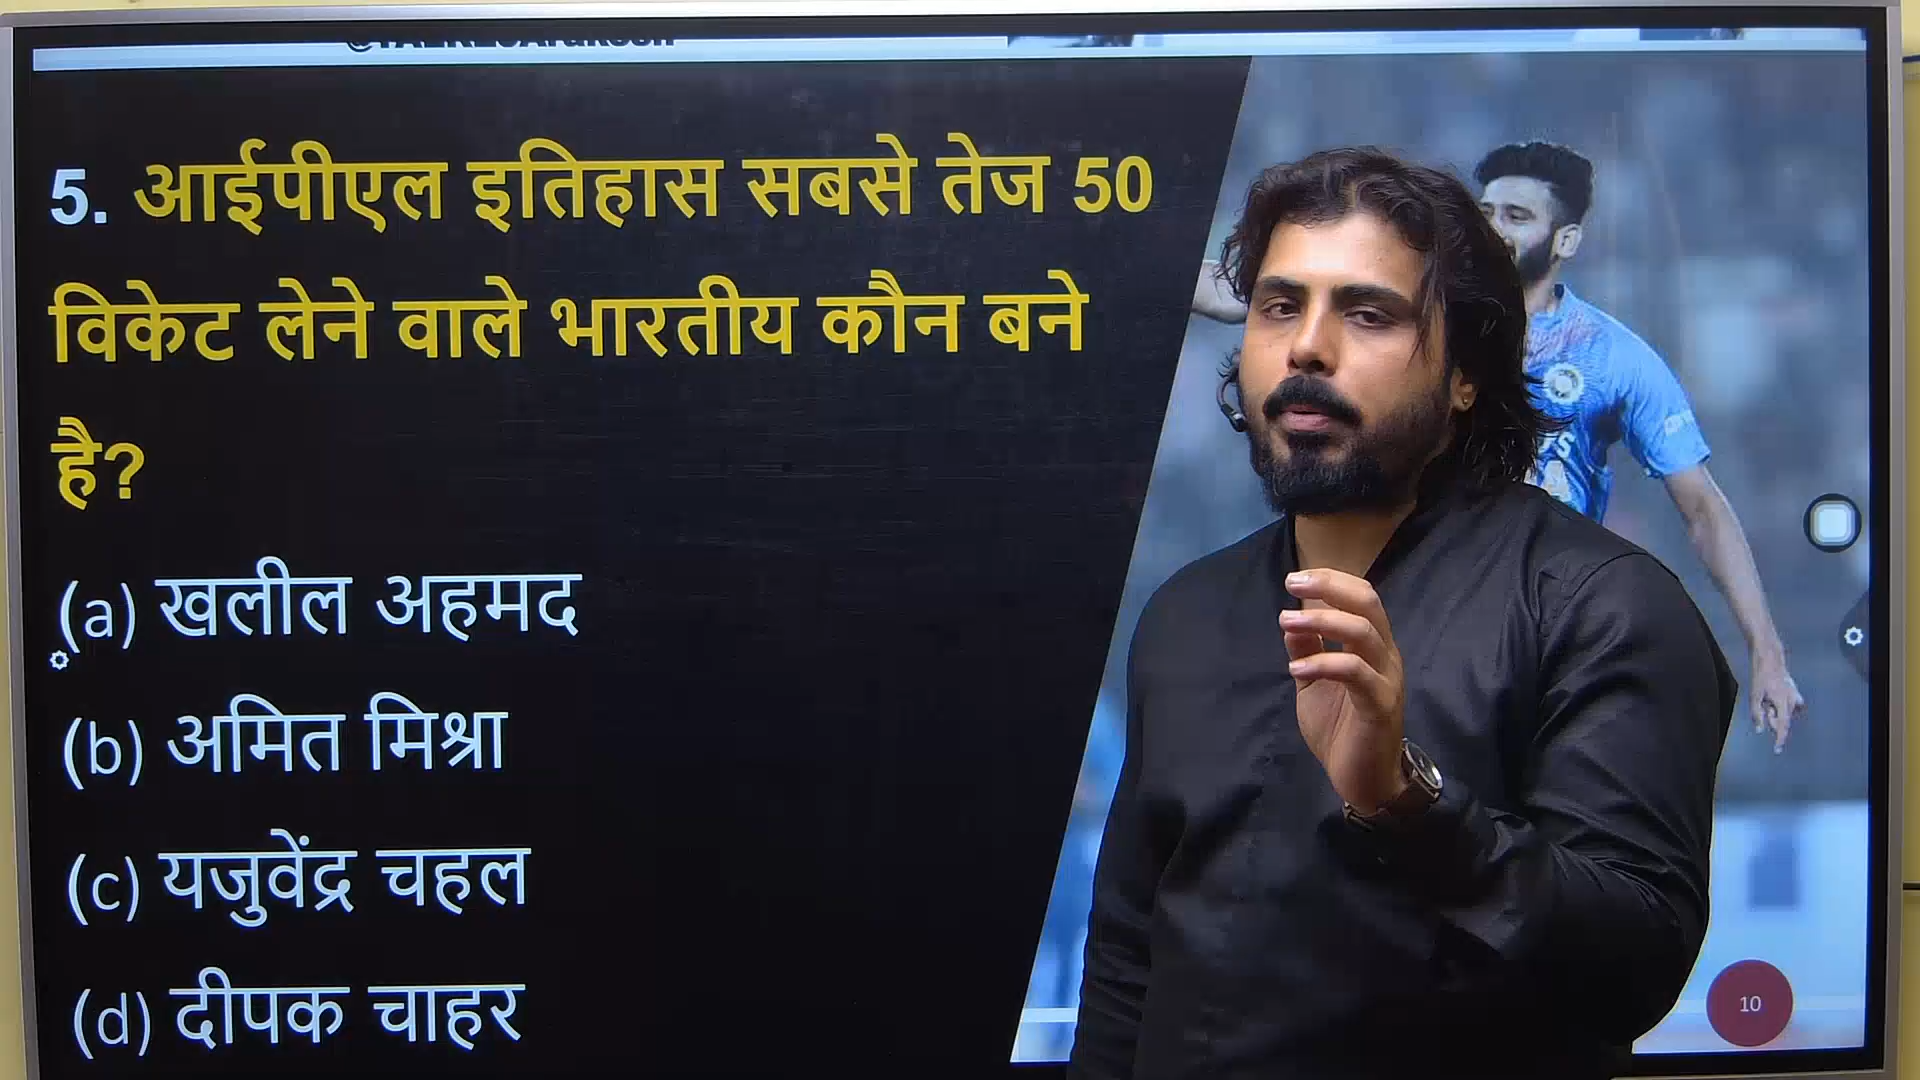 5. आईपीएल इतिहास सबसे तेज 50
विकेट लेने वाले भारतीय कौन बने
है?
(a) खलील अहमद
(b) अमित मिश्रा
(c) यजुवेंद्र चहल
(d) दीपक चाहर
10